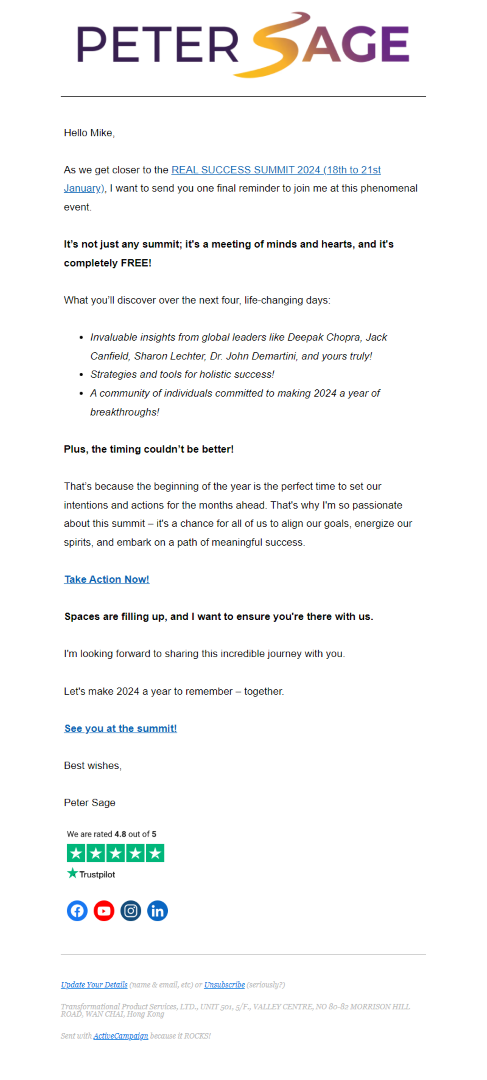 PETER SAGE
Hello Mike,
As we get closer to the REAL SUCCESS SUMMIT 2024 (18th to 21st
January), I want to send you one final reminder to join me at this phenomenal
event.
It's not just any summit; it's a meeting of minds and hearts, and it's
completely FREE!
What you'll discover over the next four, life-changing days:
• Invaluable insights from global leaders like Deepak Chopra, Jack
Canfield, Sharon Lechter, Dr. John Demartini, and yours truly!
• Strategies and tools for holistic success!
• A community of individuals committed to making 2024 a year of
breakthroughs!
Plus, the timing couldn't be better!
That's because the beginning of the year is the perfect time to set our
intentions and actions for the months ahead. That's why I'm so passionate
about this summit – it's a chance for all of us to align our goals, energize our
spirits, and embark on a path of meaningful success.
Take Action Now!
Spaces are filling up, and I want to ensure you're there with us.
I'm looking forward to sharing this incredible journey with you.
Let's make 2024 a year to remember – together.
See you at the summit!
Best wishes,
Peter Sage
We are rated 4.8 out of 5
Trustpilot
Update Your Details (name & email, etc) or Unsubscribe (seriously?)
Transformational Product Services, LTD., UNIT 501, 5/F., VALLEY CENTRE, NO 80-82 MORRISON HILL
ROAD, WAN CHAI, Hong Kong
Sent with ActiveCampaign because it ROCKS!